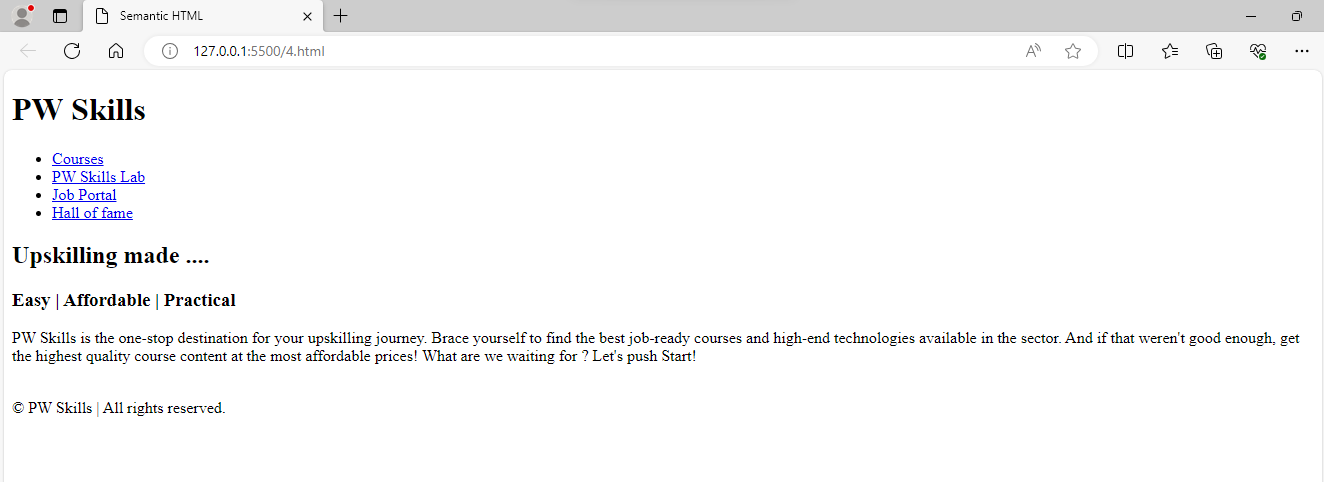 Semantic HTML
127.0.0.1:5500/4.html
PW Skills
Courses
PW Skills Lab
Job Portal
Hall of fame
Upskilling made ....
Easy | Affordable | Practical
PW Skills is the one-stop destination for your upskilling journey. Brace yourself to find the best job-ready courses and high-end technologies available in the sector. And if that weren't good enough, get
the highest quality course content at the most affordable prices! What are we waiting for ? Let's push Start!
© PW Skills | All rights reserved.